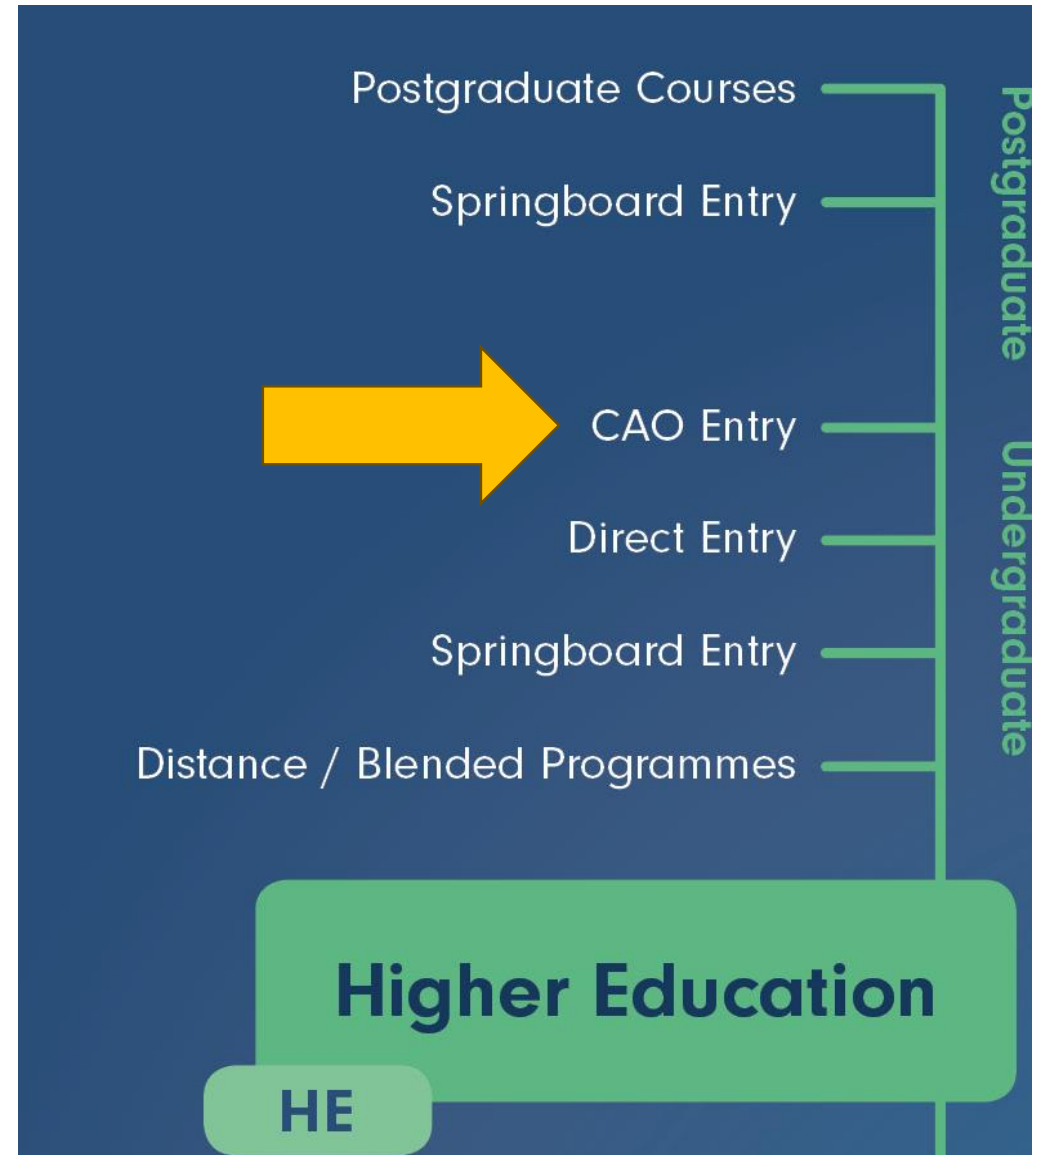 Postgraduate Courses
Springboard Entry
Postgraduate
CAO Entry
Direct Entry
Springboard Entry
Distance / Blended Programmes
Undergraduate
Higher Education
HE